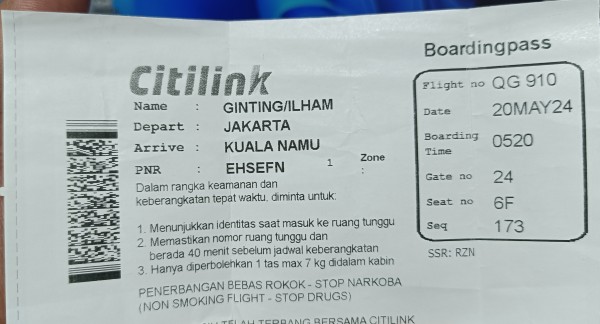 Boardingpass
Citilink
Name : GINTING/ILHAM
Depart : JAKARTA
Arrive : KUALA NAMU
PNR : EHSEFN 1 Zone :
Flight no QG 910
Date 20MAY24
Boarding Time 0520
Gate no 24
Seat no 6F
Seq 173
SSR: RZN
Dalam rangka keamanan dan
keberangkatan tepat waktu, diminta untuk:
1. Menunjukkan identitas saat masuk ke ruang tunggu
2. Memastikan nomor ruang tunggu dan
berada 40 menit sebelum jadwal keberangkatan
3. Hanya diperbolehkan 1 tas max 7 kg didalam kabin
PENERBANGAN BEBAS ROKOK - STOP NARKOBA
(NON SMOKING FLIGHT - STOP DRUGS)
TELAH TERBANG BERSAMA CITILINK